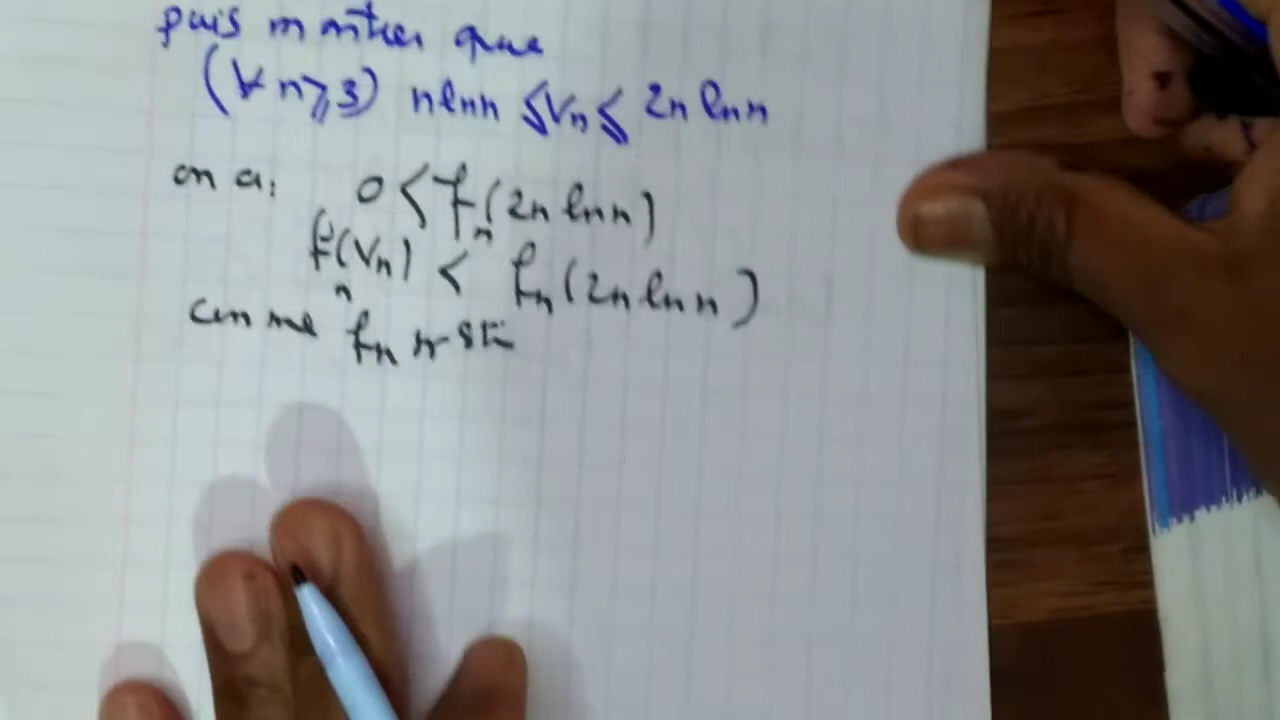 puis montrer que
(∀ n ⩾ 3) n ln n ≤ Vn ≤ 2n ln n
on a: 0 < fn(2n ln n)
fn(Vn) < fn(2n ln n)
comme fn